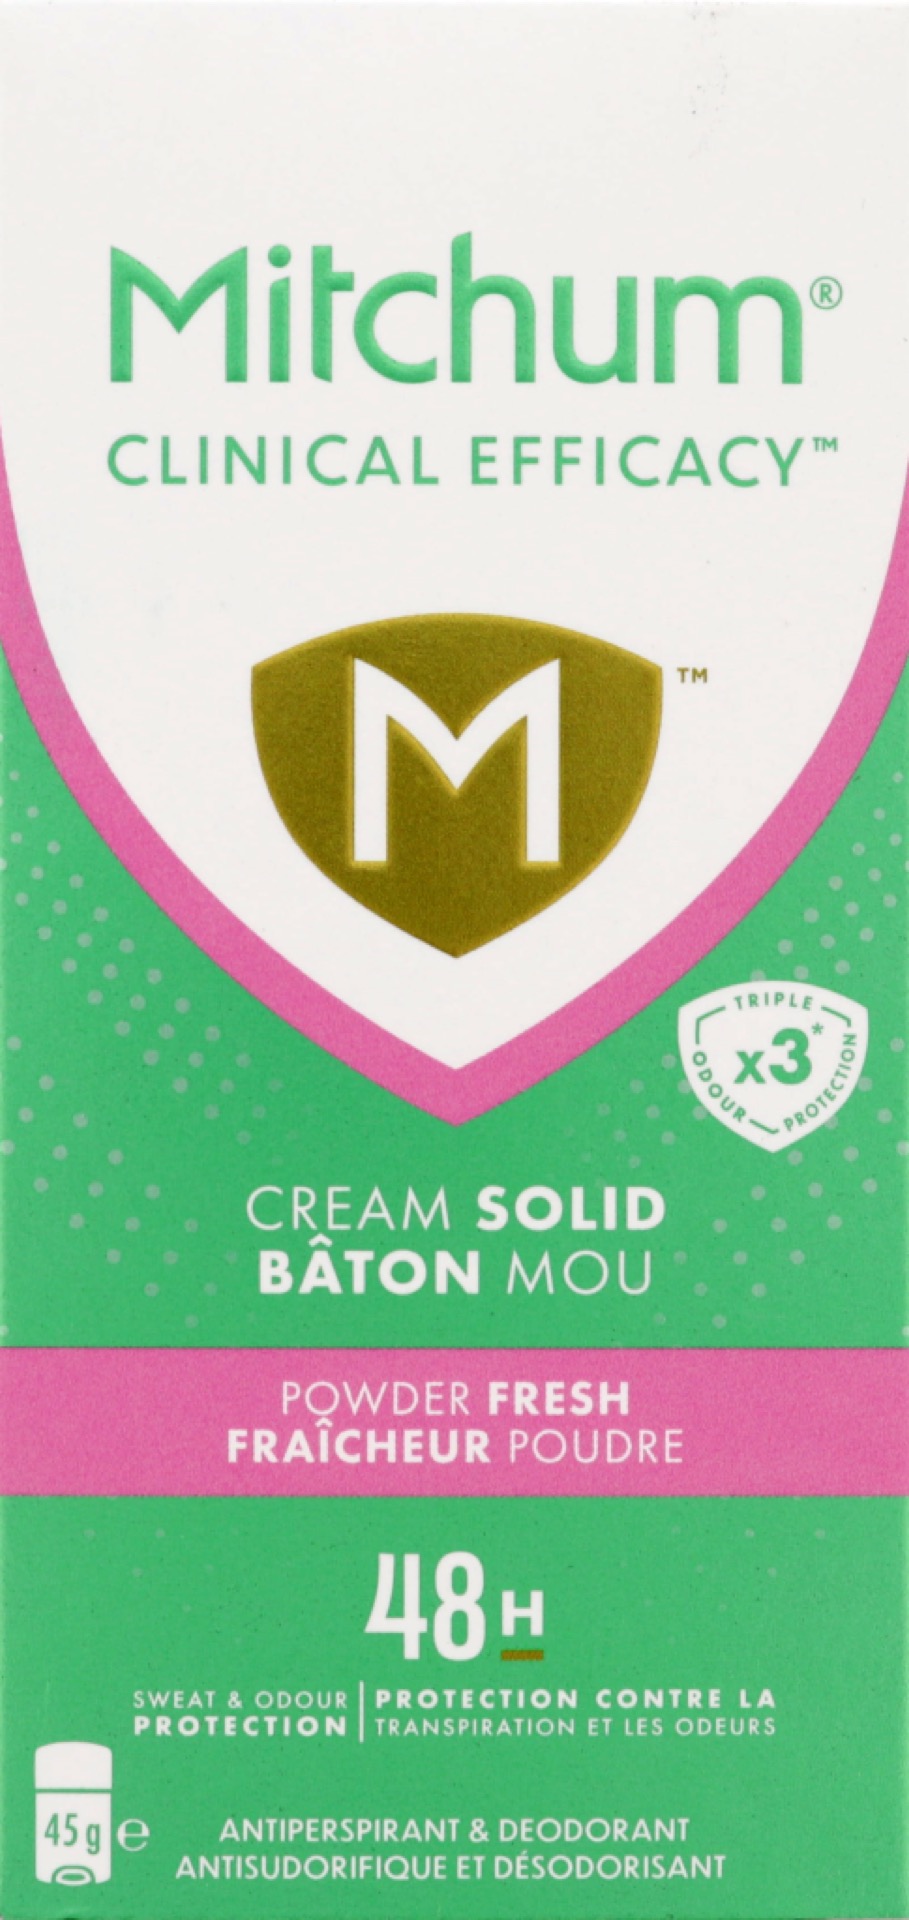 Mitchum®
CLINICAL EFFICACY™
M™
TRIPLE
x3*
ODOUR
PROTECTION
CREAM SOLID
BÂTON MOU
POWDER FRESH
FRAÎCHEUR POUDRE
48H
SWEAT & ODOUR
PROTECTION
PROTECTION CONTRE LA
TRANSPIRATION ET LES ODEURS
45 g ℮
ANTIPERSPIRANT & DEODORANT
ANTISUDORIFIQUE ET DÉSODORISANT